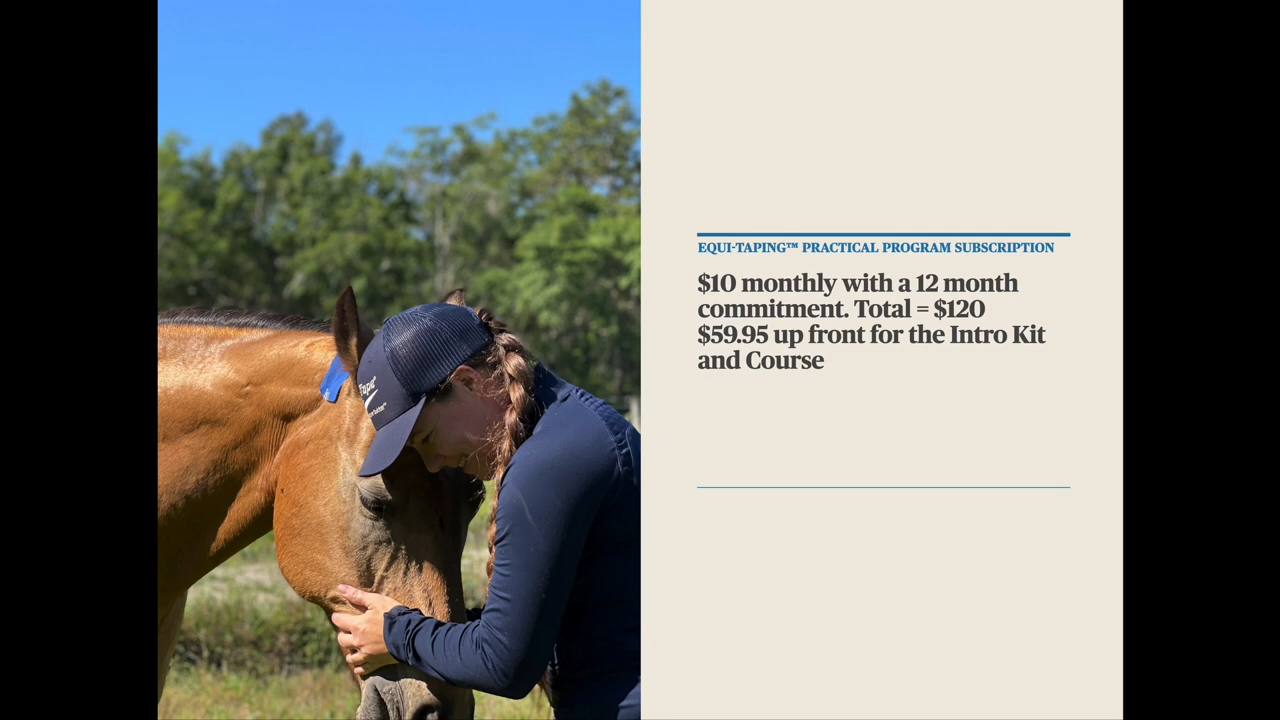 EQUI-TAPING™ PRACTICAL PROGRAM SUBSCRIPTION
$10 monthly with a 12 month
commitment. Total = $120
$59.95 up front for the Intro Kit
and Course